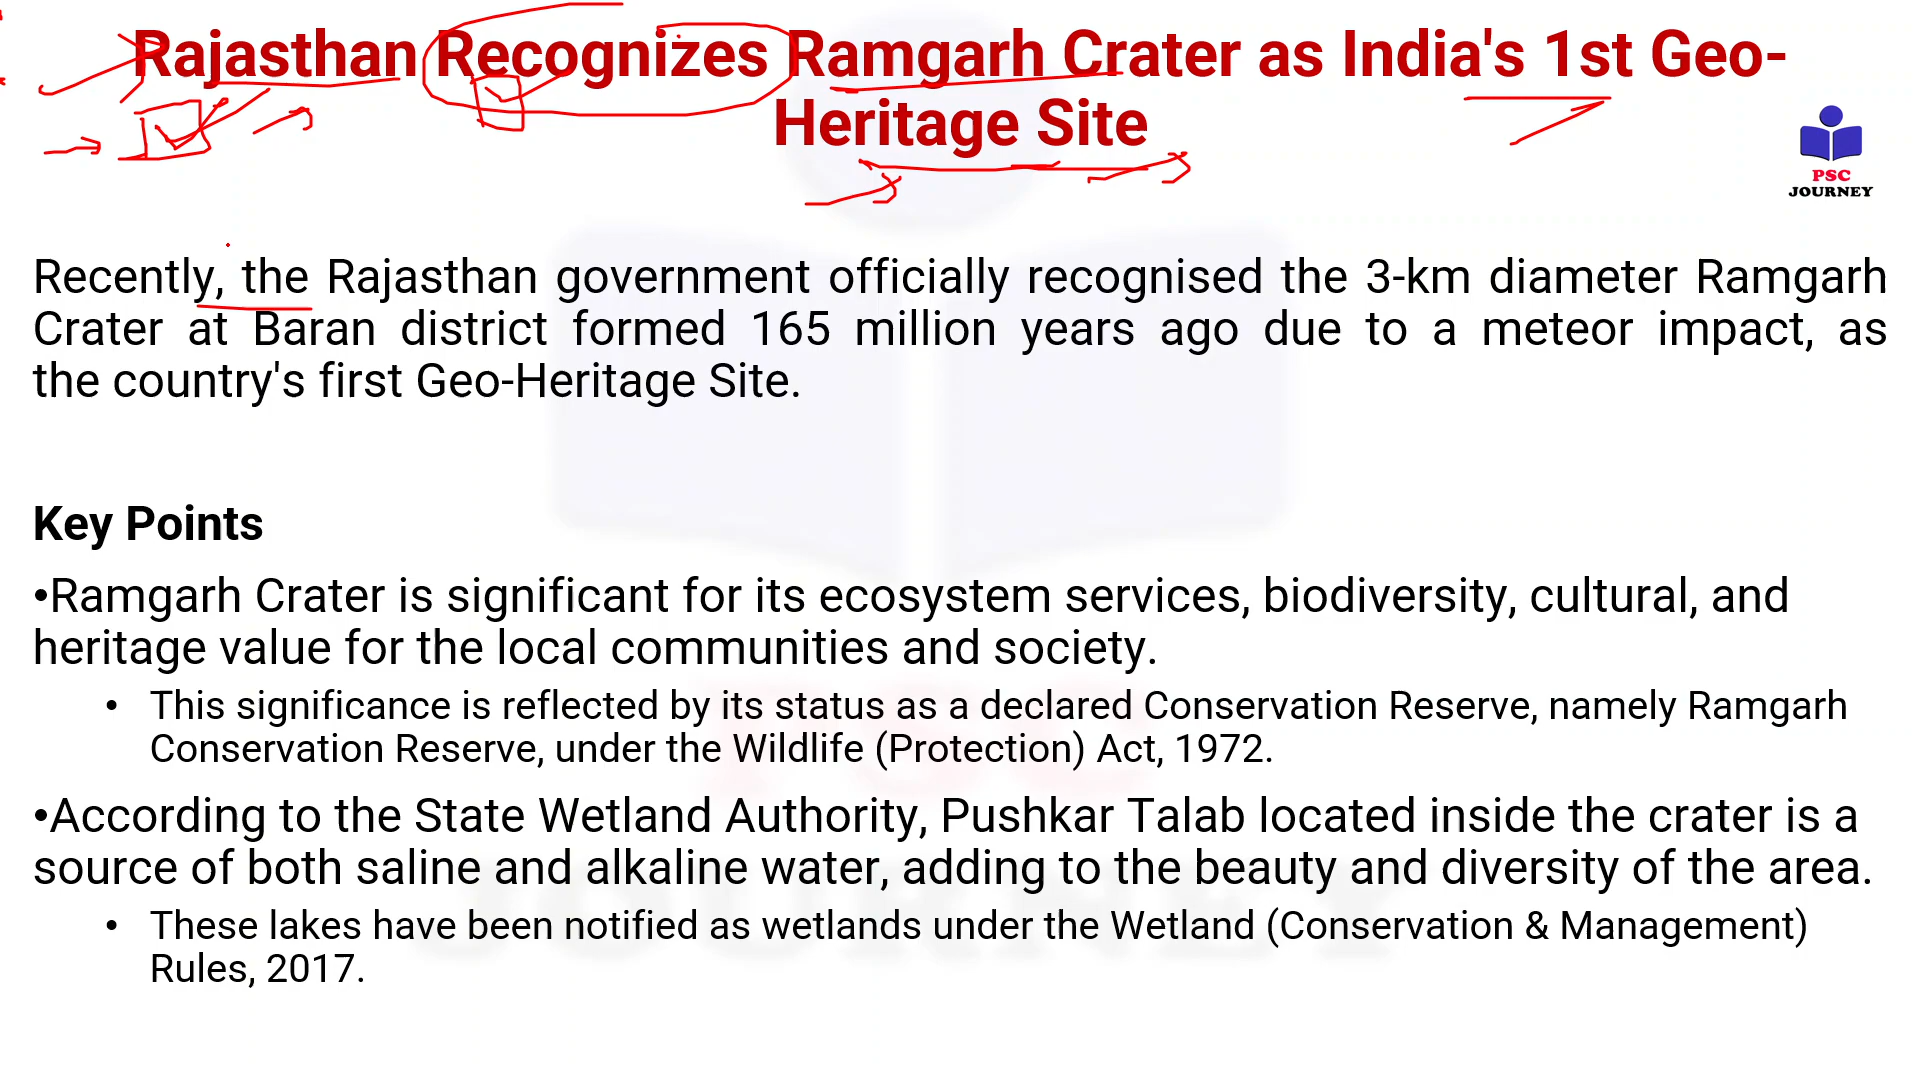 Rajasthan Recognizes Ramgarh Crater as India's 1st Geo-
Heritage Site
PSC
JOURNEY
Recently, the Rajasthan government officially recognised the 3-km diameter Ramgarh
Crater at Baran district formed 165 million years ago due to a meteor impact, as
the country's first Geo-Heritage Site.
Key Points
•Ramgarh Crater is significant for its ecosystem services, biodiversity, cultural, and
heritage value for the local communities and society.
• This significance is reflected by its status as a declared Conservation Reserve, namely Ramgarh
Conservation Reserve, under the Wildlife (Protection) Act, 1972.
•According to the State Wetland Authority, Pushkar Talab located inside the crater is a
source of both saline and alkaline water, adding to the beauty and diversity of the area.
• These lakes have been notified as wetlands under the Wetland (Conservation & Management)
Rules, 2017.
PSC
JOURNEY